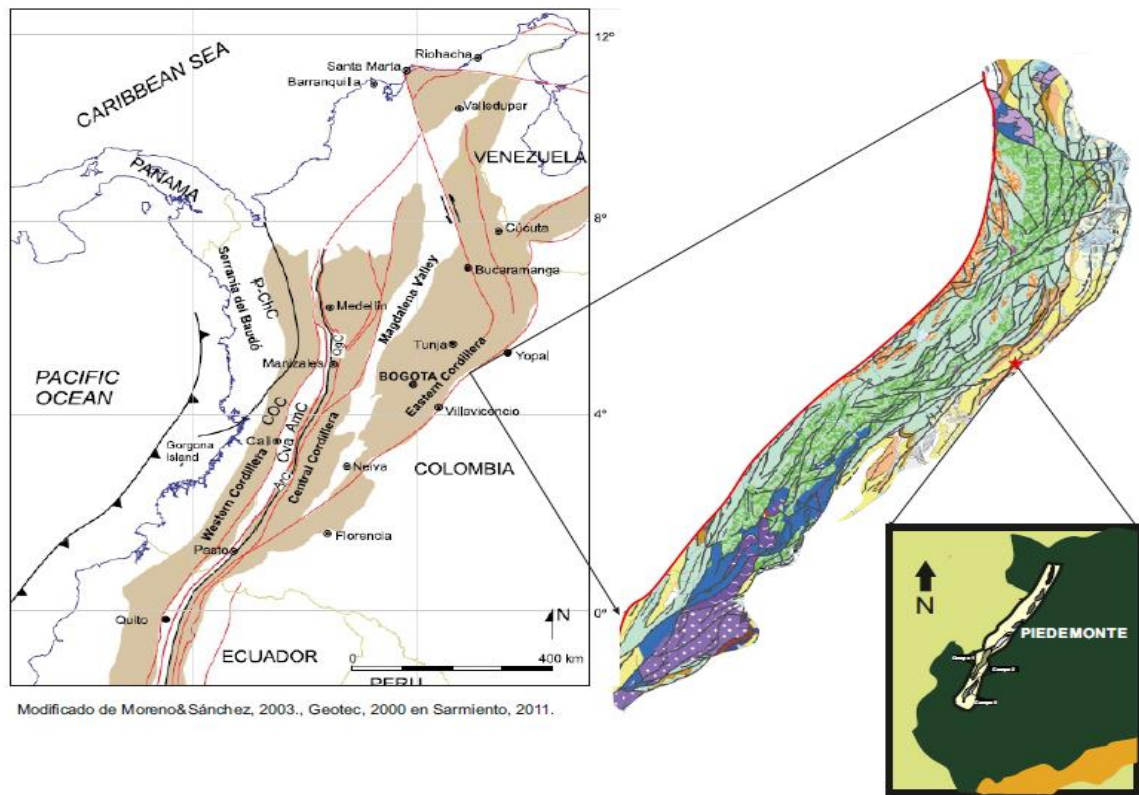 12°
Riohacha
Santa Marta
Barranquilla
CARIBBEAN SEA
Valledupar
VENEZUELA
PANAMA
8°
Cúcuta
Bucaramanga
Serranía del Baudó
P-ChC
Magdalena Valley
Medellín
Tunja
Yopal
Manizales
BOGOTA
Eastern Cordillera
PACIFIC
OCEAN
COC
Villavicencio
Gorgona
Island
Cali
Cva
AmC
Arc
Central Cordillera
Western Cordillera
Neiva
COLOMBIA
Florencia
Pasto
0°
N
Quito
ECUADOR
0
400 km
PERU
Modificado de Moreno&Sánchez, 2003., Geotec, 2000 en Sarmiento, 2011.
N
PIEDEMONTE